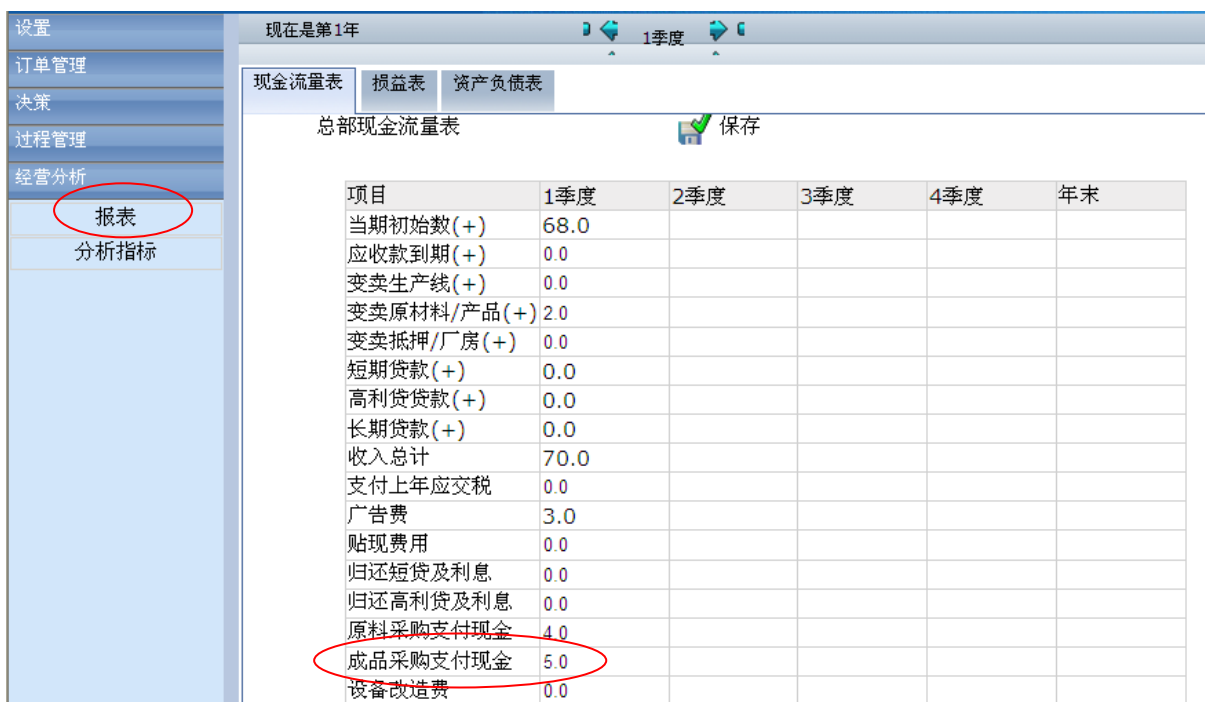 设置
订单管理
决策
过程管理
经营分析
报表
分析指标
现在是第1年
1季度
现金流量表 损益表 资产负债表
总部现金流量表 保存
项目 1季度 2季度 3季度 4季度 年末
当期初始数(+) 68.0
应收款到期(+) 0.0
变卖生产线(+) 0.0
变卖原材料/产品(+) 2.0
变卖抵押/厂房(+) 0.0
短期贷款(+) 0.0
高利贷贷款(+) 0.0
长期贷款(+) 0.0
收入总计 70.0
支付上年应交税 0.0
广告费 3.0
贴现费用 0.0
归还短贷及利息 0.0
归还高利贷及利息 0.0
原料采购支付现金 4.0
成品采购支付现金 5.0
设备改造费 0.0